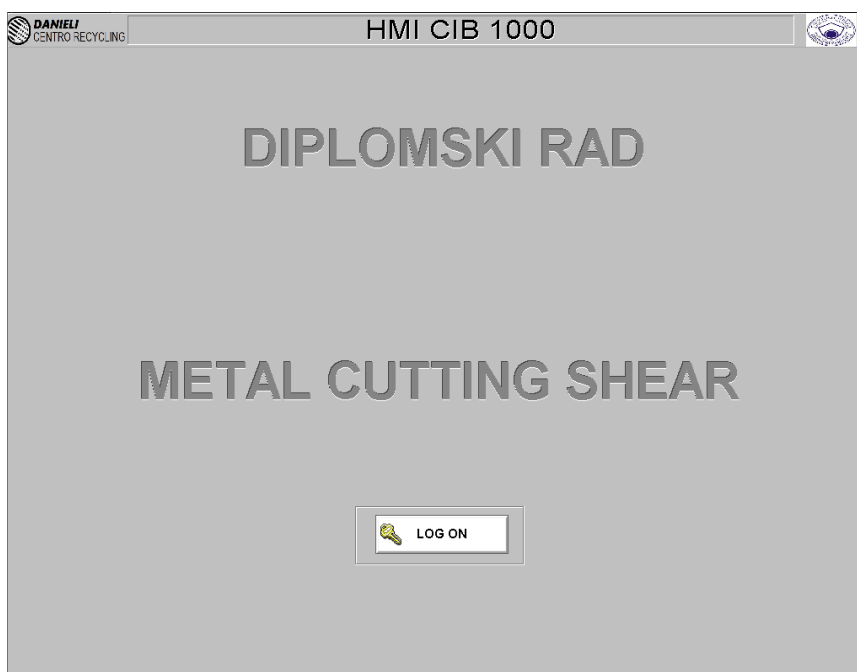 DANIELI
CENTRO RECYCLING
HMI CIB 1000
DIPLOMSKI RAD
METAL CUTTING SHEAR
LOG ON